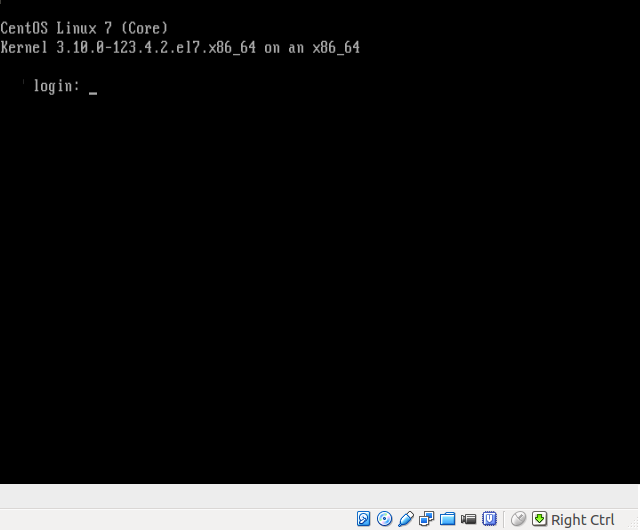 CentOS Linux 7 (Core)
Kernel 3.10.0-123.4.2.el7.x86_64 on an x86_64
login: _
Right Ctrl